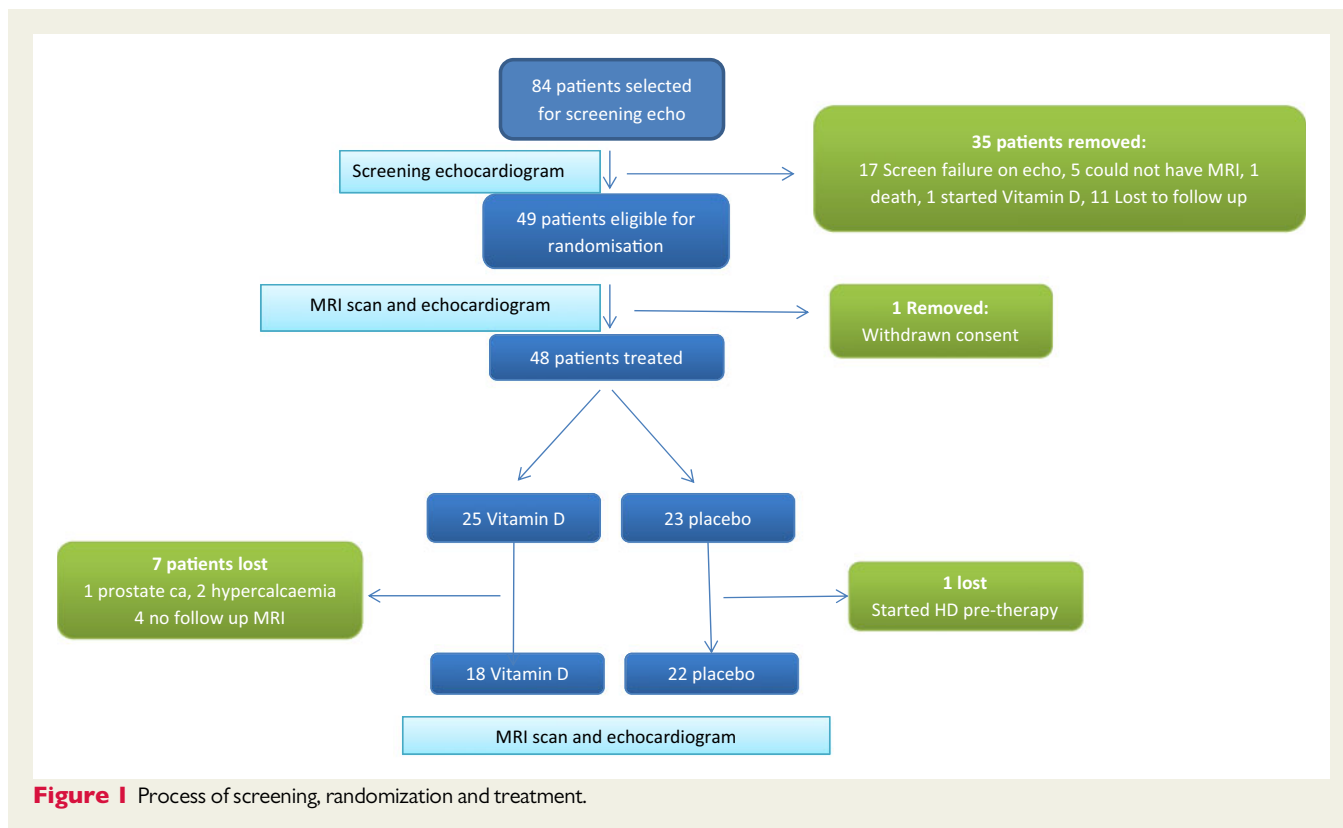 84 patients selected
for screening echo
35 patients removed:
17 Screen failure on echo, 5 could not have MRI, 1
death, 1 started Vitamin D, 11 Lost to follow up
Screening echocardiogram
49 patients eligible for
randomisation
MRI scan and echocardiogram
1 Removed:
Withdrawn consent
48 patients treated
25 Vitamin D
23 placebo
7 patients lost
1 prostate ca, 2 hypercalcaemia
4 no follow up MRI
1 lost
Started HD pre-therapy
18 Vitamin D
22 placebo
MRI scan and echocardiogram
Figure 1 Process of screening, randomization and treatment.